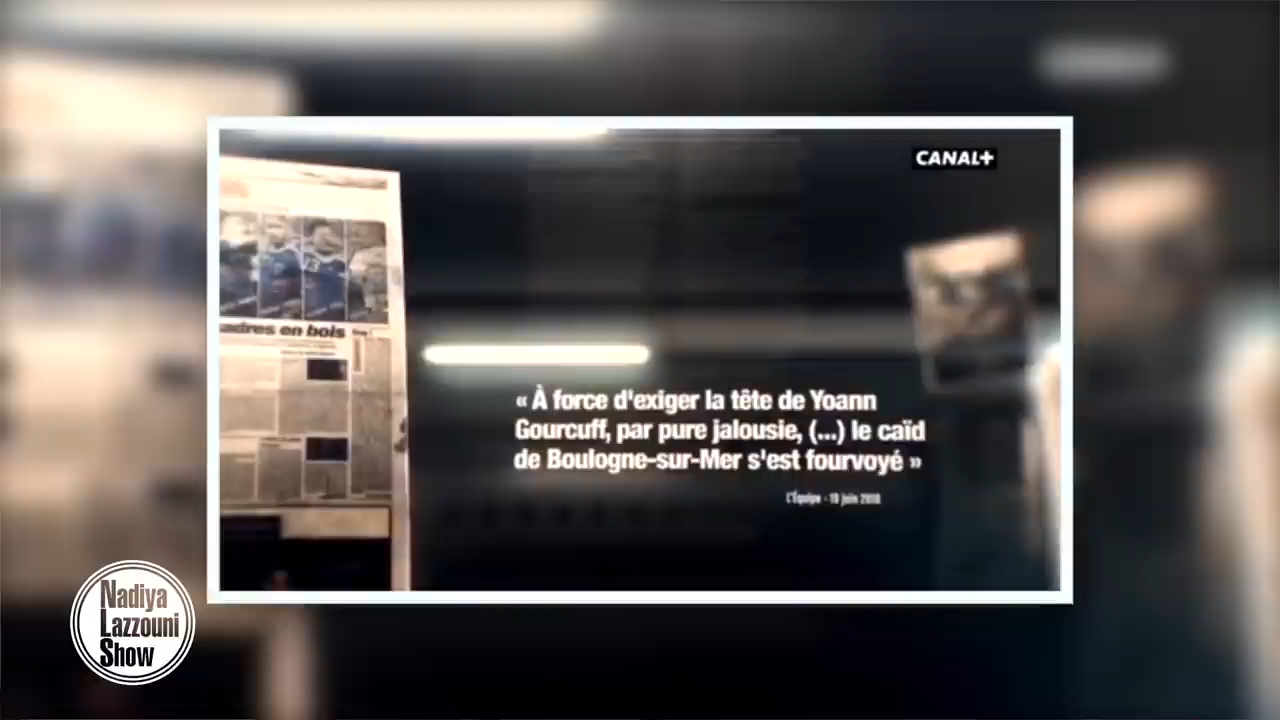 CANAL+
adres en bois
« À force d'exiger la tête de Yoann
Gourcuff, par pure jalousie, (...) le caïd
de Boulogne-sur-Mer s'est fourvoyé »
L'Équipe - 19 juin 2010
Nadiya
Lazzouni
Show